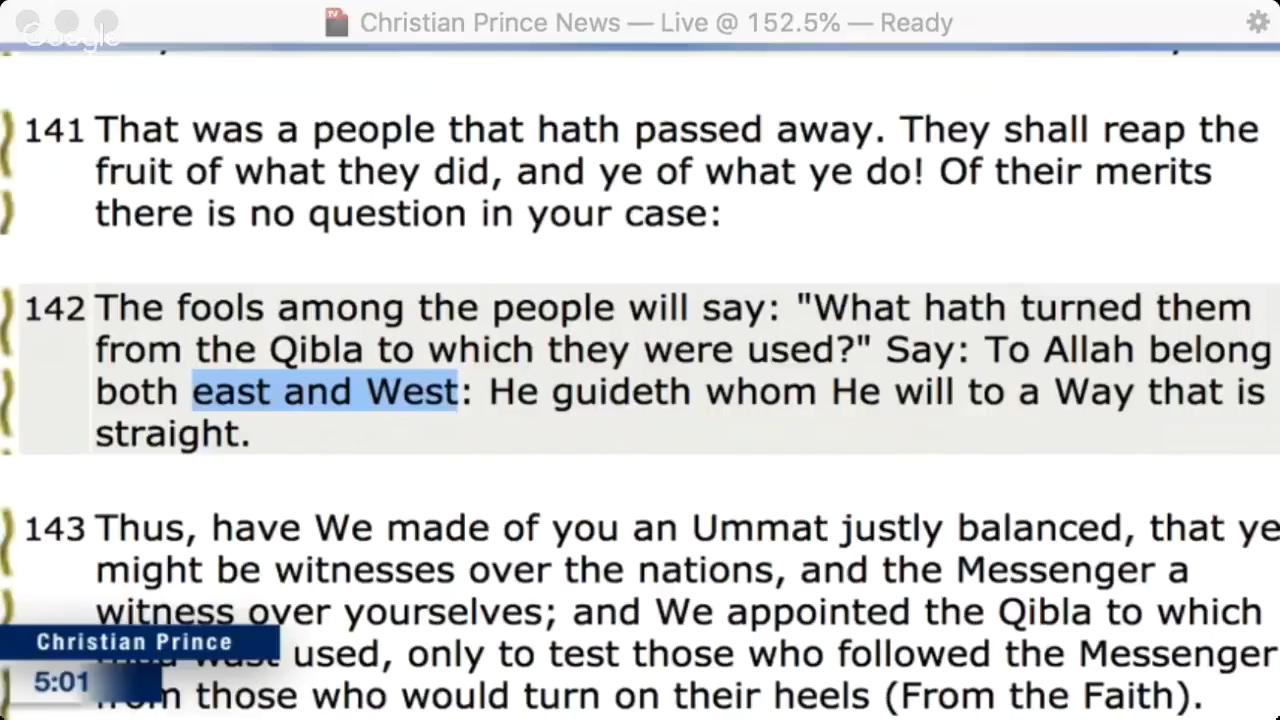 Christian Prince News — Live @ 152.5% — Ready
Google
141 That was a people that hath passed away. They shall reap the
fruit of what they did, and ye of what ye do! Of their merits
there is no question in your case:
142 The fools among the people will say: "What hath turned them
from the Qibla to which they were used?" Say: To Allah belong
both east and West: He guideth whom He will to a Way that is
straight.
143 Thus, have We made of you an Ummat justly balanced, that ye
might be witnesses over the nations, and the Messenger a
witness over yourselves; and We appointed the Qibla to which
used, only to test those who followed the Messenger
those who would turn on their heels (From the Faith).
Christian Prince
5:01